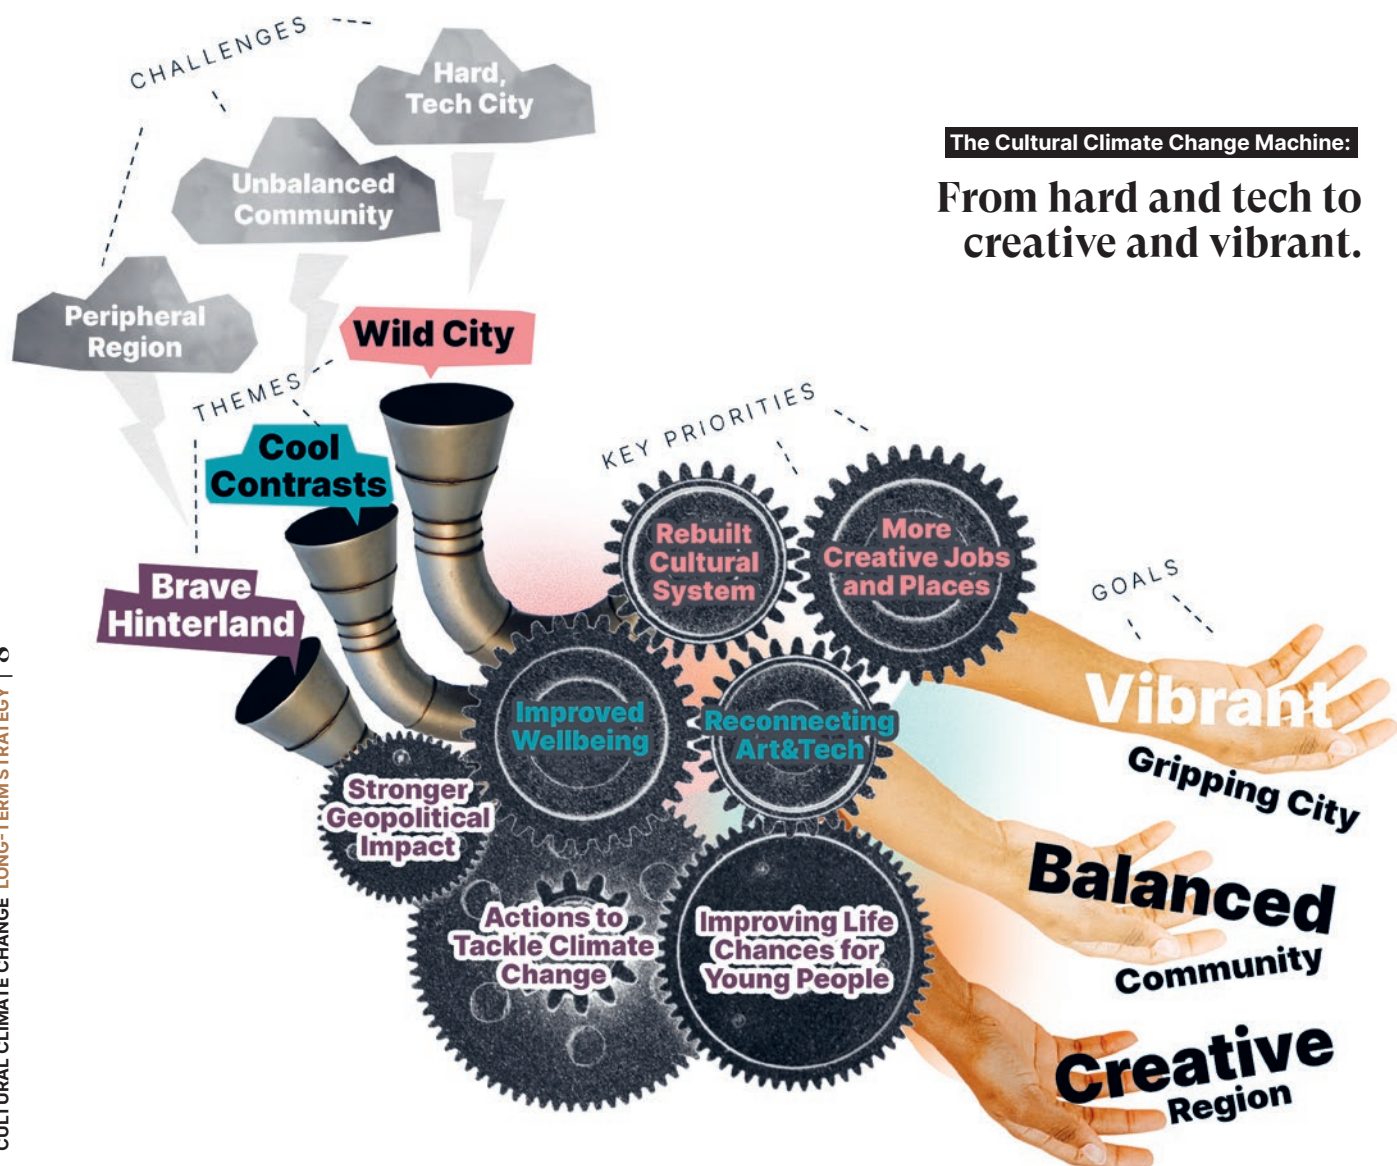 CHALLENGES
Hard,
Tech City
Unbalanced
Community
Peripheral
Region
The Cultural Climate Change Machine:
From hard and tech to
creative and vibrant.
THEMES
Wild City
Cool
Contrasts
Brave
Hinterland
KEY PRIORITIES
Rebuilt
Cultural
System
More
Creative Jobs
and Places
Improved
Wellbeing
Reconnecting
Art&Tech
Stronger
Geopolitical
Impact
Actions to
Tackle Climate
Change
Improving Life
Chances for
Young People
GOALS
Vibrant
Gripping City
Balanced
Community
Creative
Region
CULTURAL CLIMATE CHANGE LONG-TERM STRATEGY | 8